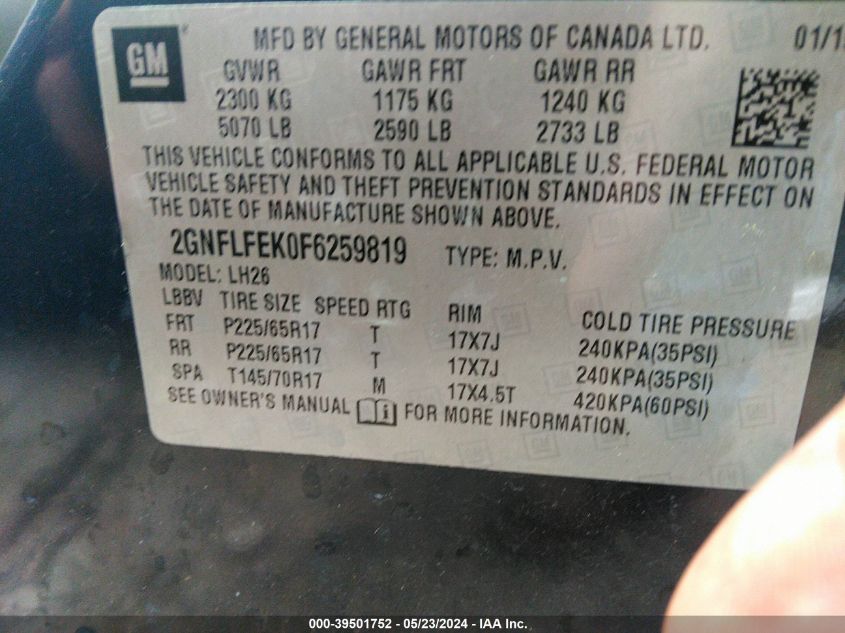 GM
MFD BY GENERAL MOTORS OF CANADA LTD. 01/1
GVWR GAWR FRT GAWR RR
2300 KG 1175 KG 1240 KG
5070 LB 2590 LB 2733 LB
THIS VEHICLE CONFORMS TO ALL APPLICABLE U.S. FEDERAL MOTOR
VEHICLE SAFETY AND THEFT PREVENTION STANDARDS IN EFFECT ON
THE DATE OF MANUFACTURE SHOWN ABOVE.
2GNFLFEK0F6259819 TYPE: M.P.V.
MODEL: LH26
LBBV TIRE SIZE SPEED RTG RIM COLD TIRE PRESSURE
FRT P225/65R17 T 17X7J 240KPA(35PSI)
RR P225/65R17 T 17X7J 240KPA(35PSI)
SPA T145/70R17 M 17X4.5T 420KPA(60PSI)
SEE OWNER'S MANUAL FOR MORE INFORMATION.
000-39501752 - 05/23/2024 - IAA Inc.